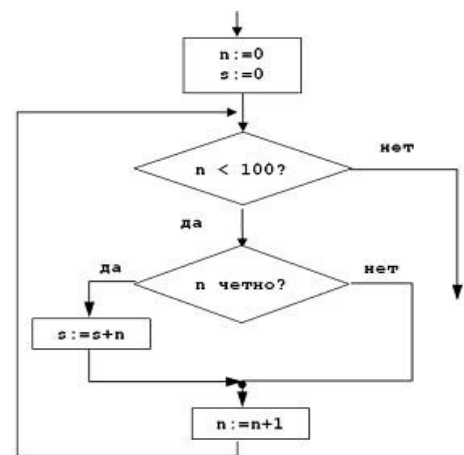 n:=0
s:=0
n < 100?
нет
да
да
n четно?
нет
s:=s+n
n:=n+1